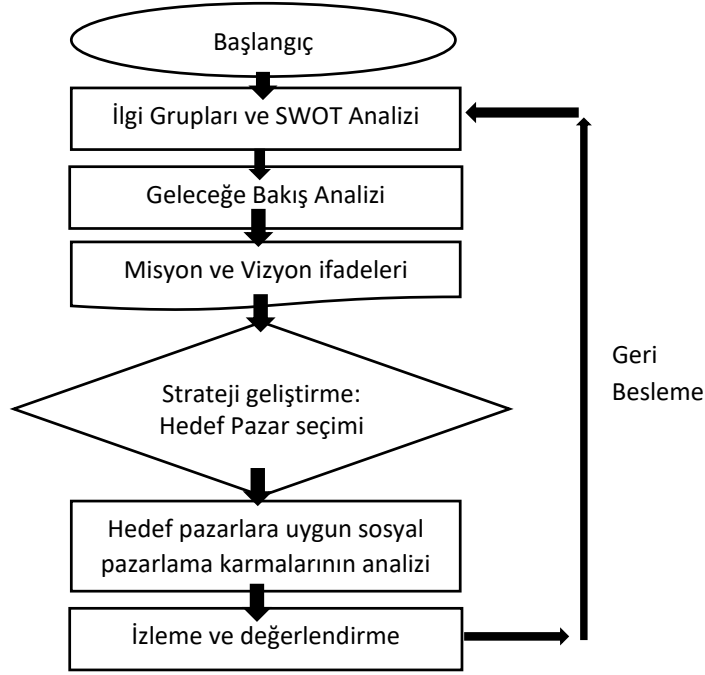 Başlangıç
İlgi Grupları ve SWOT Analizi
Geleceğe Bakış Analizi
Misyon ve Vizyon ifadeleri
Strateji geliştirme:
Hedef Pazar seçimi
Geri
Besleme
Hedef pazarlara uygun sosyal
pazarlama karmalarının analizi
İzleme ve değerlendirme